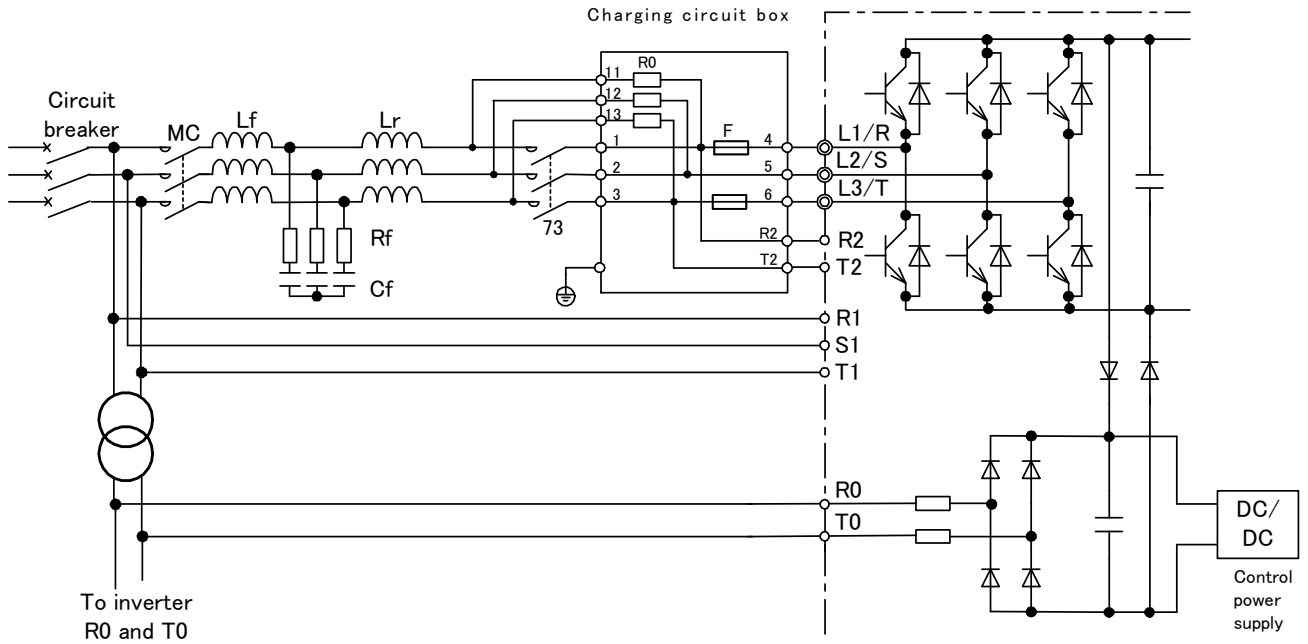 Charging circuit box
Circuit
breaker
MC
Lf
Lr
11
R0
12
13
1
F
4
L1/R
2
5
L2/S
3
6
L3/T
73
Rf
Cf
R2
R2
T2
T2
R1
S1
T1
R0
T0
DC/
DC
Control
power
supply
To inverter
R0 and T0